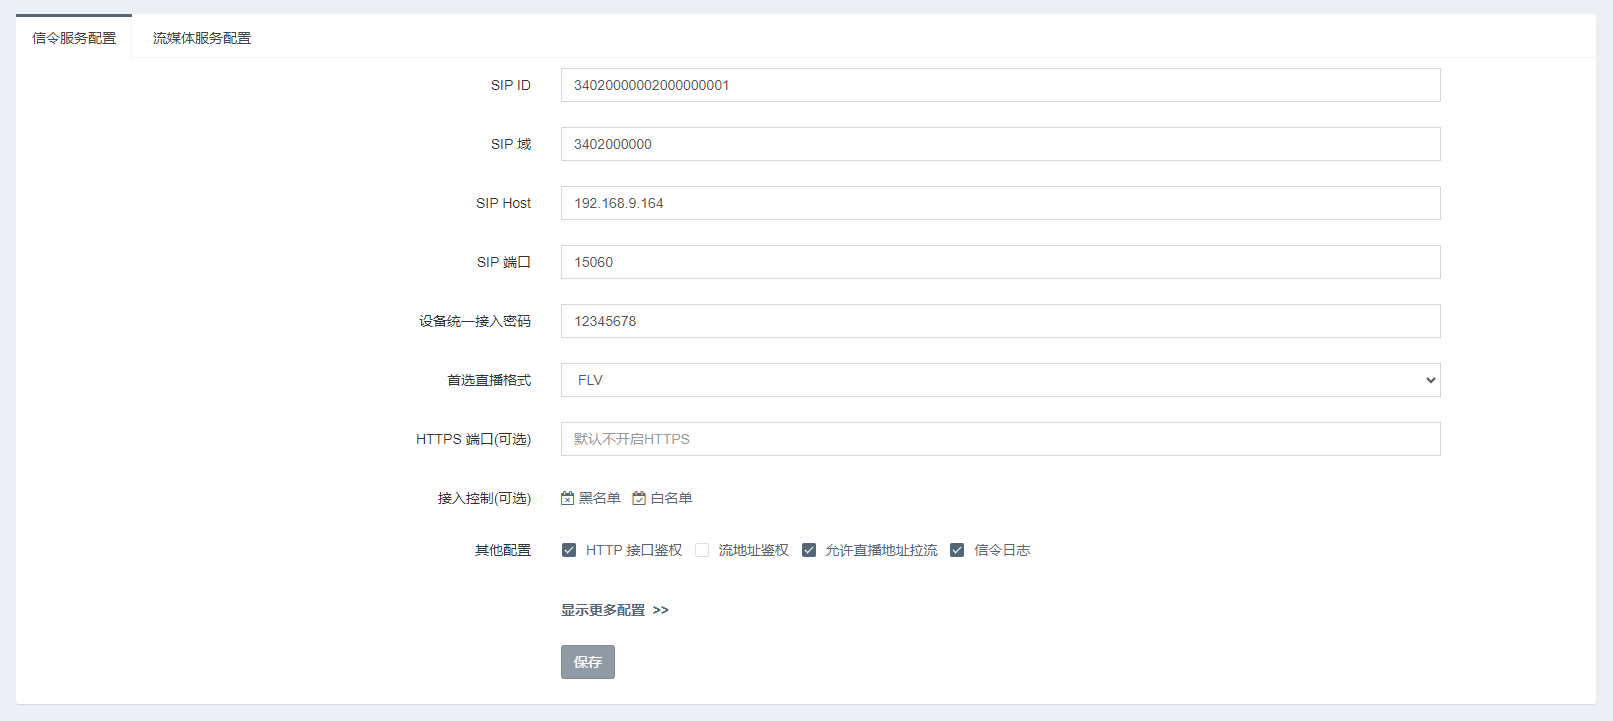 信令服务配置 流媒体服务配置
SIP ID 34020000002000000001
SIP 域 3402000000
SIP Host 192.168.9.164
SIP 端口 15060
设备统一接入密码 12345678
首选直播格式 FLV
HTTPS 端口(可选) 默认不开启HTTPS
接入控制(可选) 黑名单 白名单
其他配置 HTTP 接口鉴权 流地址鉴权 允许直播地址拉流 信令日志
显示更多配置 >>
保存